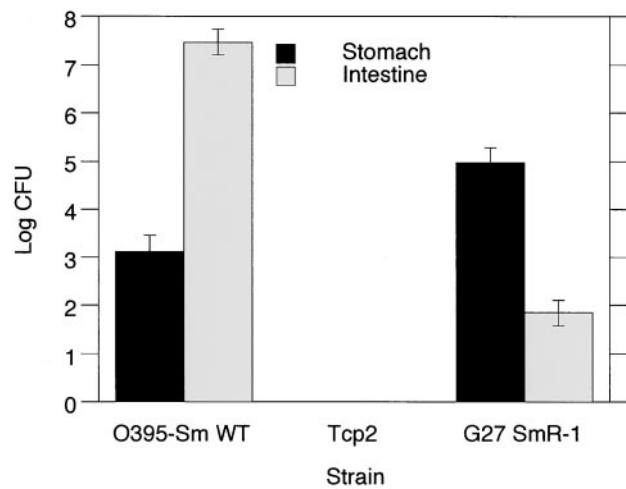 8
7
6
5
4
3
2
1
0
Log CFU
Stomach
Intestine
O395-Sm WT Tcp2 G27 SmR-1
Strain